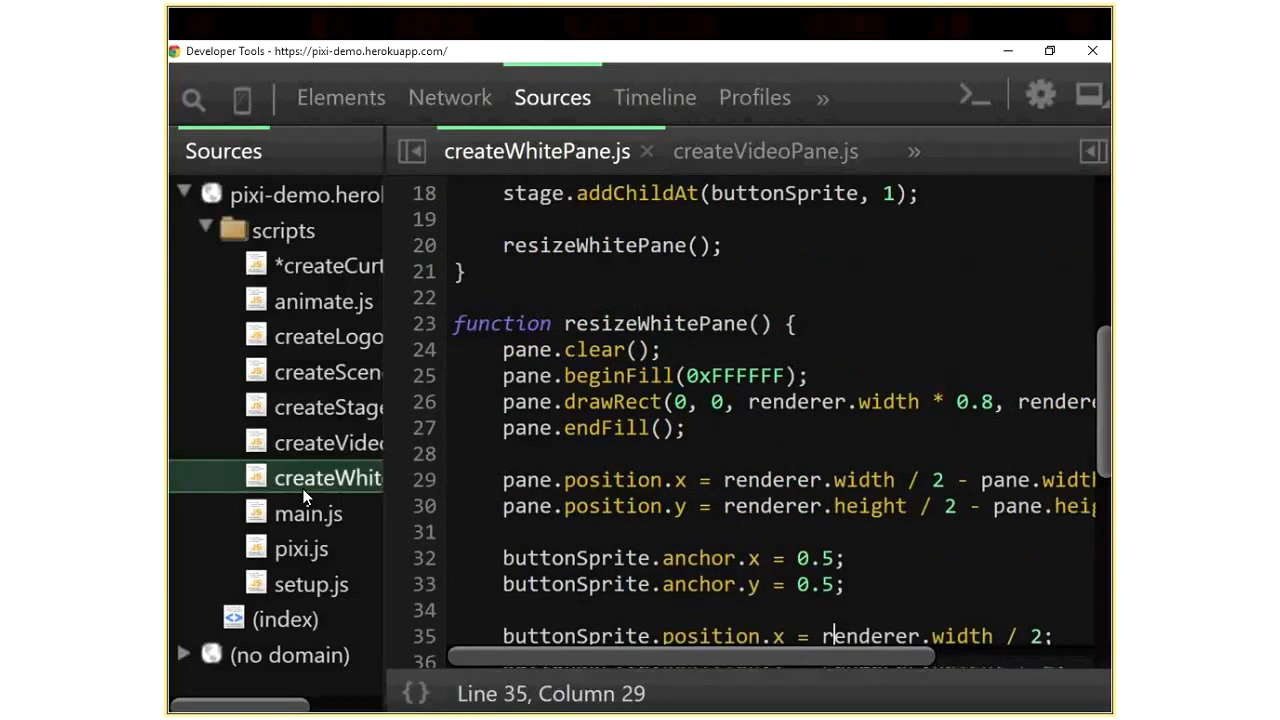 Developer Tools - https://pixi-demo.herokuapp.com/
Elements Network Sources Timeline Profiles »
Sources
createWhitePane.js × createVideoPane.js »
pixi-demo.herol
scripts
*createCurt
animate.js
createLogo
createScen
createStage
createVideo
createWhit
main.js
pixi.js
setup.js
(index)
(no domain)
18 stage.addChildAt(buttonSprite, 1);
19
20 resizeWhitePane();
21 }
22
23 function resizeWhitePane() {
24 pane.clear();
25 pane.beginFill(0xFFFFFF);
26 pane.drawRect(0, 0, renderer.width * 0.8, rendere
27 pane.endFill();
28
29 pane.position.x = renderer.width / 2 - pane.width
30 pane.position.y = renderer.height / 2 - pane.heig
31
32 buttonSprite.anchor.x = 0.5;
33 buttonSprite.anchor.y = 0.5;
34
35 buttonSprite.position.x = renderer.width / 2;
36
{} Line 35, Column 29